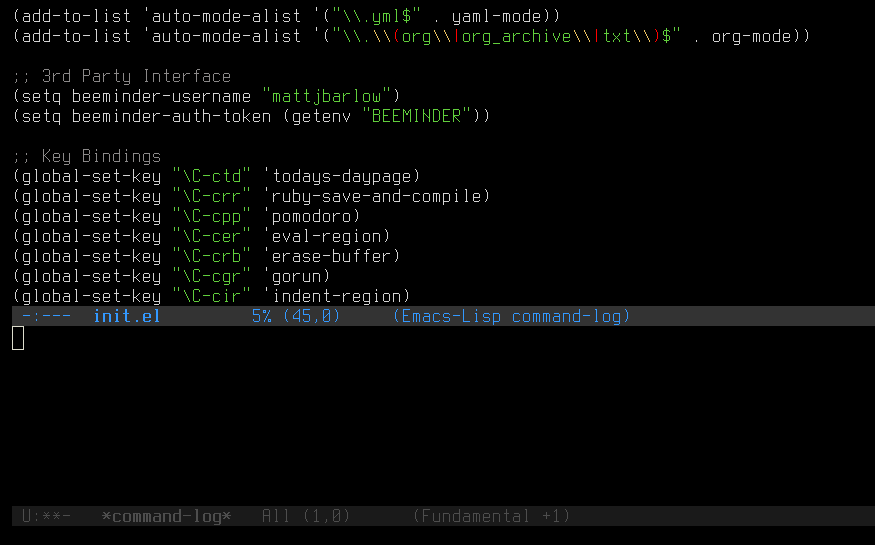 (add-to-list 'auto-mode-alist '("\\.yml$" . yaml-mode))
(add-to-list 'auto-mode-alist '("\\.\\(org\\|org_archive\\|txt\\)$" . org-mode))
;; 3rd Party Interface
(setq beeminder-username "mattjbarlow")
(setq beeminder-auth-token (getenv "BEEMINDER"))
;; Key Bindings
(global-set-key "\C-ctd" 'todays-daypage)
(global-set-key "\C-crr" 'ruby-save-and-compile)
(global-set-key "\C-cpp" 'pomodoro)
(global-set-key "\C-cer" 'eval-region)
(global-set-key "\C-crb" 'erase-buffer)
(global-set-key "\C-cgr" 'gorun)
(global-set-key "\C-cir" 'indent-region)
-:--- init.el 5% (45,0) (Emacs-Lisp command-log)
U:**- *command-log* All (1,0) (Fundamental +1)